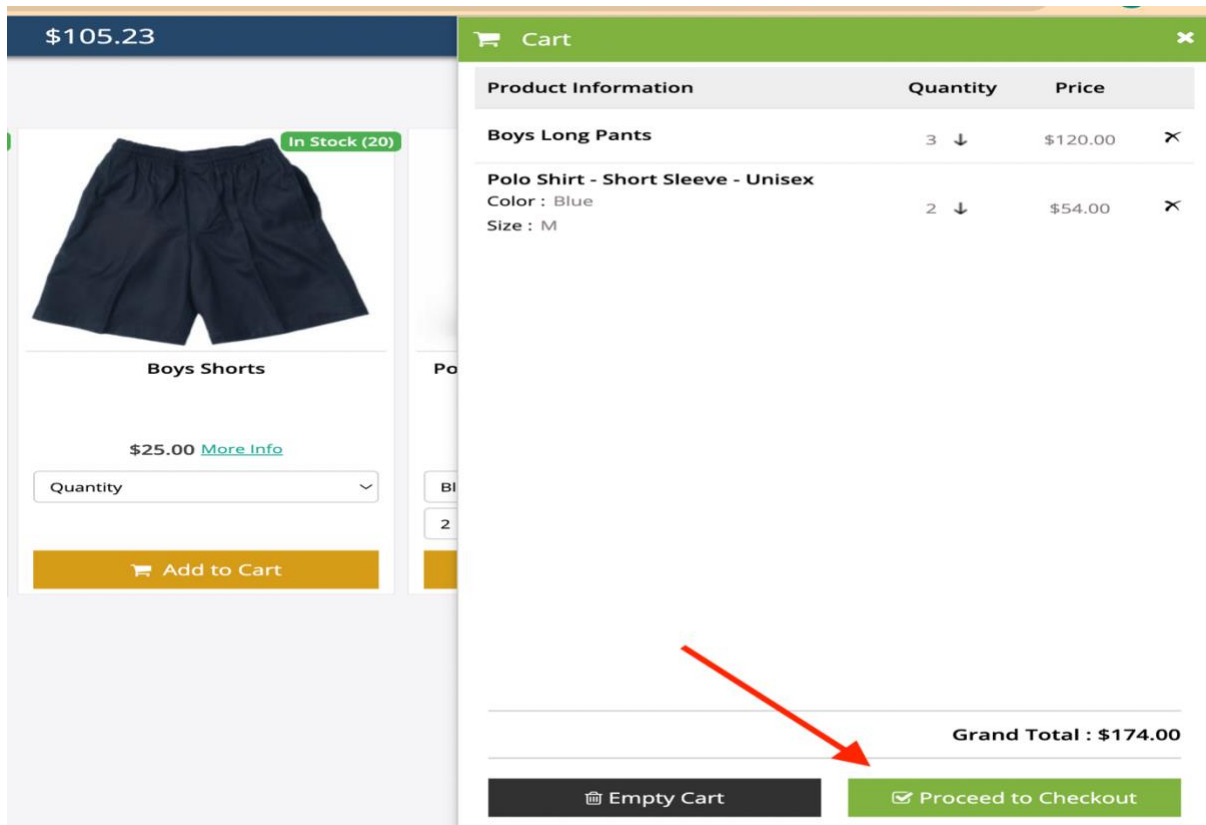 $105.23
In Stock (20)
Boys Shorts
$25.00 More Info
Quantity
Add to Cart
Po
Bl
2
Cart
Product Information Quantity Price
Boys Long Pants 3 $120.00
Polo Shirt - Short Sleeve - Unisex
Color : Blue 2 $54.00
Size : M
Grand Total : $174.00
Empty Cart Proceed to Checkout